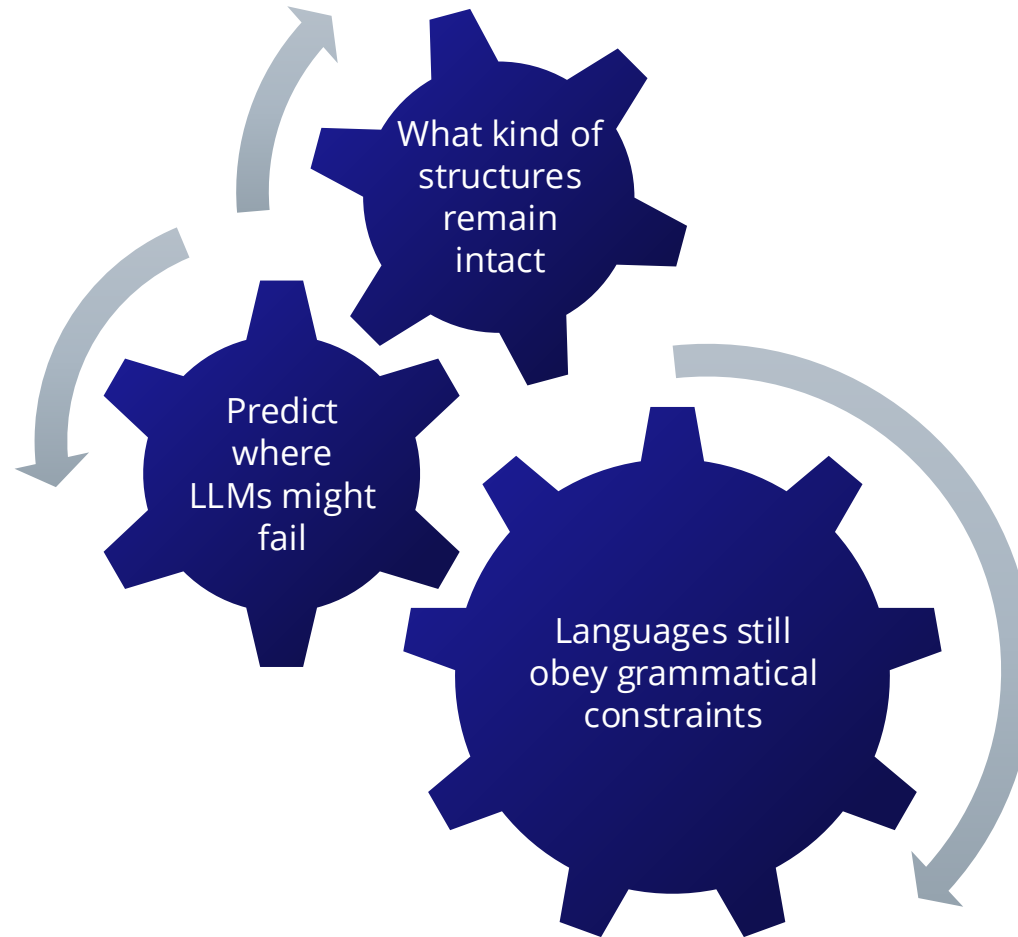 What kind of
structures
remain
intact
Predict
where
LLMs might
fail
Languages still
obey grammatical
constraints